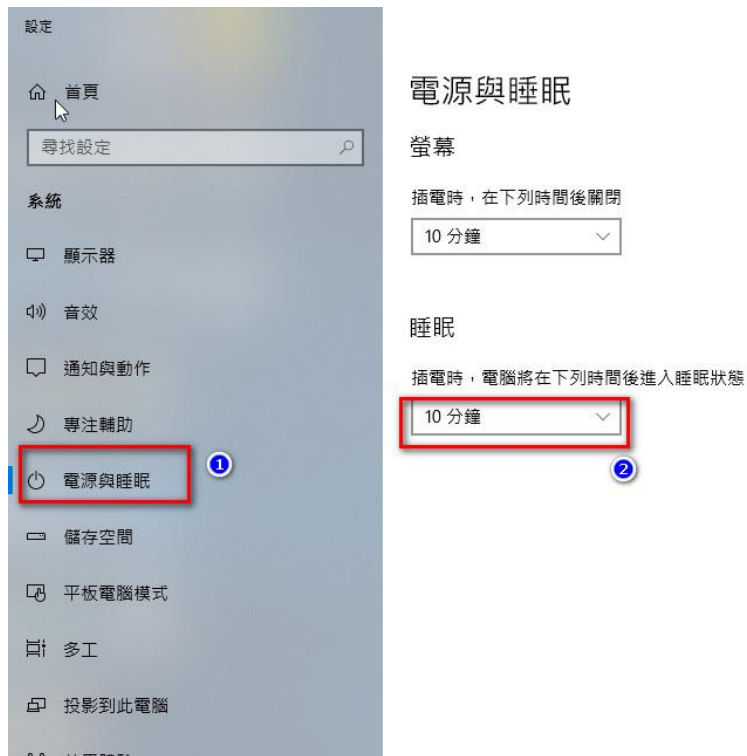 設定
首頁
尋找設定
系統
顯示器
音效
通知與動作
專注輔助
電源與睡眠
1
儲存空間
平板電腦模式
多工
投影到此電腦
電源與睡眠
螢幕
插電時，在下列時間後關閉
10 分鐘
睡眠
插電時，電腦將在下列時間後進入睡眠狀態
10 分鐘
2